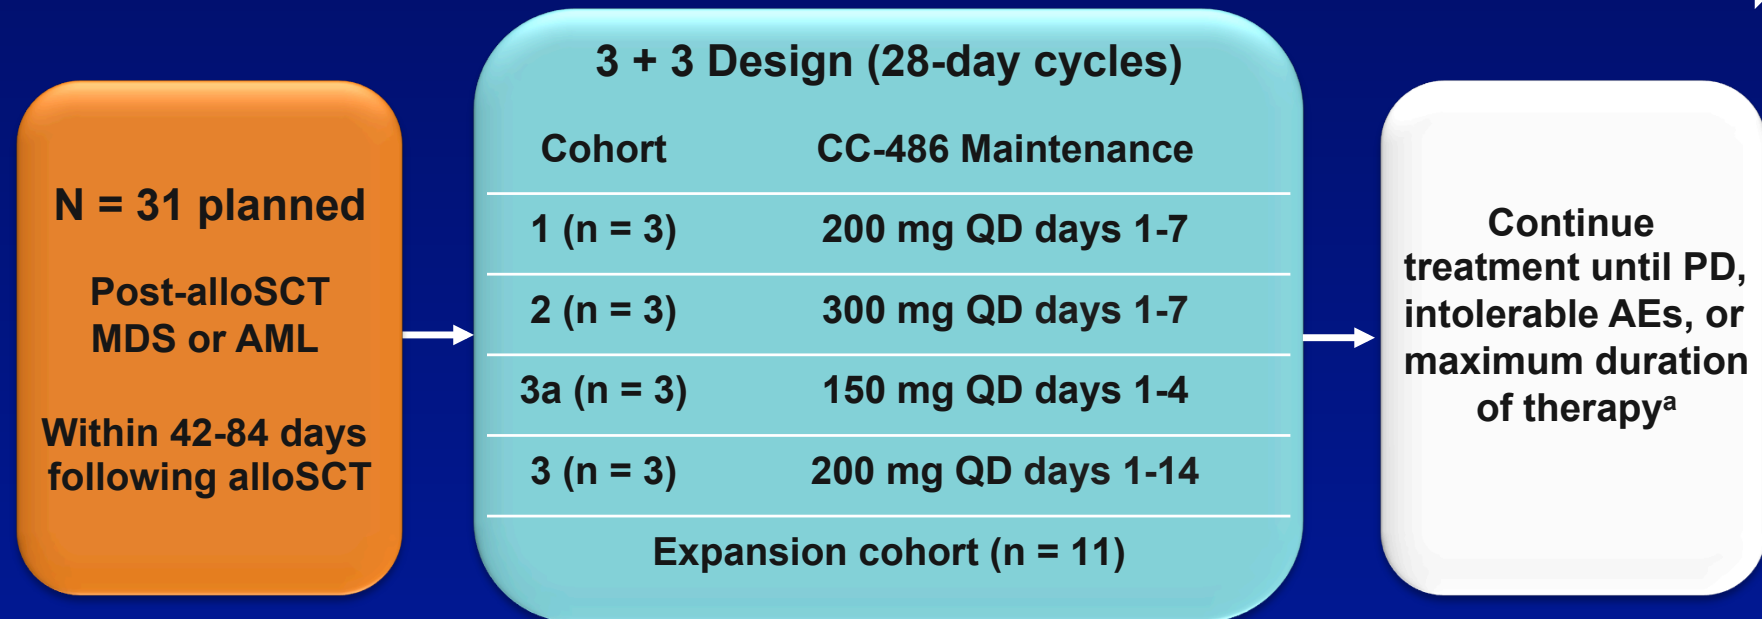 N = 31 planned
Post-alloSCT
MDS or AML
Within 42-84 days
following alloSCT
3 + 3 Design (28-day cycles)
Cohort CC-486 Maintenance
1 (n = 3) 200 mg QD days 1-7
2 (n = 3) 300 mg QD days 1-7
3a (n = 3) 150 mg QD days 1-4
3 (n = 3) 200 mg QD days 1-14
Expansion cohort (n = 11)
Continue
treatment until PD,
intolerable AEs, or
maximum duration
of therapyᵃ